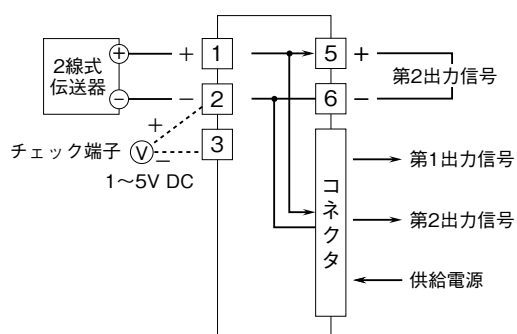 2線式
伝送器
+
−
+ 1
− 2
3
5 +
6 −
第2出力信号
+
チェック端子 V −
1～5V DC
コネクタ
第1出力信号
第2出力信号
供給電源